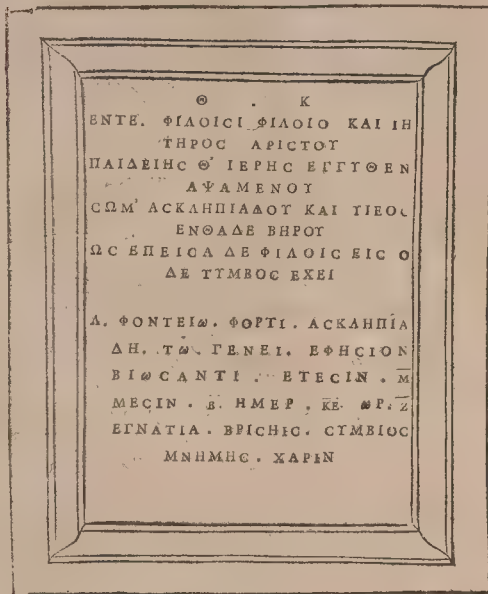 Θ . Κ
ΕΝΤΕ. ΦΙΛΟΙCΙ ΦΙΛΟΙΟ ΚΑΙ ΙΗ
ΤΗΡΟC ΑΡΙCΤΟΥ
ΠΑΙΔΕΙΗC Θ' ΙΕΡΗC ΕΓΓΥΘΕΝ
ΑΨΑΜΕΝΟΥ
CΩΜ' ΑCΚΛΗΠΙΑΔΟΥ ΚΑΙ ΥΙΕΟC
ΕΝΘΑΔΕ ΒΗΡΟΥ
ΩC ΕΠΕΙCΑ ΔΕ ΦΙΛΟΙC ΕΙC Ο
ΔΕ ΤΥΜΒΟC ΕΧΕΙ
Λ. ΦΟΝΤΕΙω. ΦΟΡΤΙ. ΑCΚΛΗΠΙΑ
ΔΗ. Τω. ΓΕΝΕΙ. ΕΦΗCΙΟΝ
ΒΙωCΑΝΤΙ. ΕΤΕCΙΝ. Μ̅
ΜΕCΙΝ. Β̅. ΗΜΕΡ. Κ̅Ε̅. ωΡ. Ζ̅
ΕΓΝΑΤΙΑ. ΒΡΙCΗΙC. CΥΜΒΙΟC
ΜΝΗΜΗC. ΧΑΡΙΝ